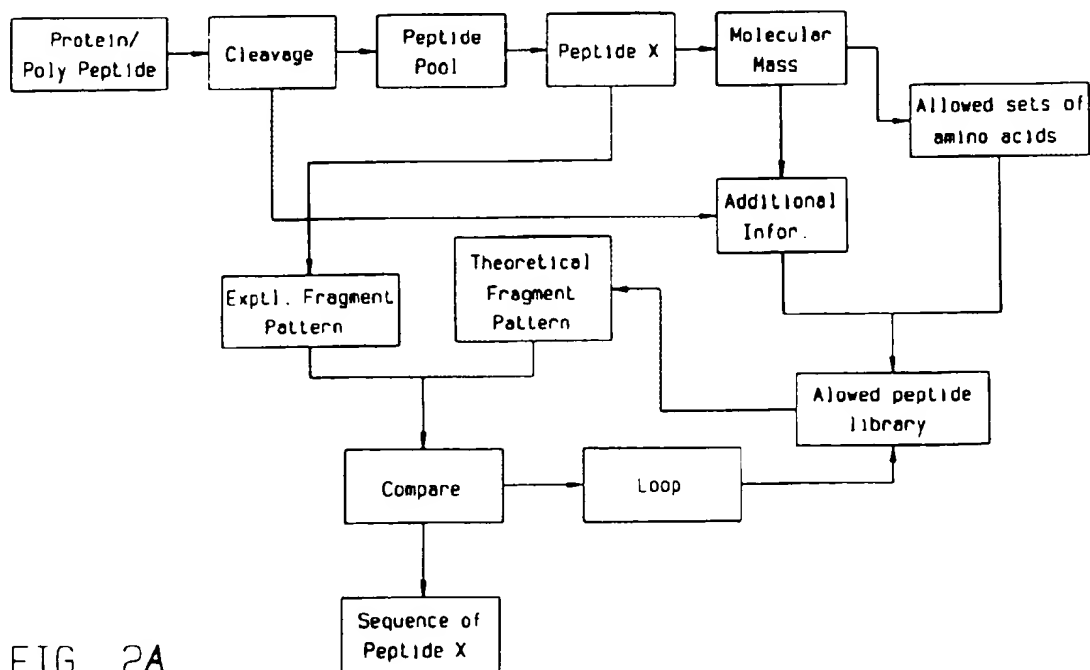 Protein/
Poly Peptide
Cleavage
Peptide
Pool
Peptide X
Molecular
Mass
Allowed sets of
amino acids
Additional
Infor.
Theoretical
Fragment
Pattern
Exptl. Fragment
Pattern
Alowed peptide
library
Compare
Loop
Sequence of
Peptide X
FIG. 2A